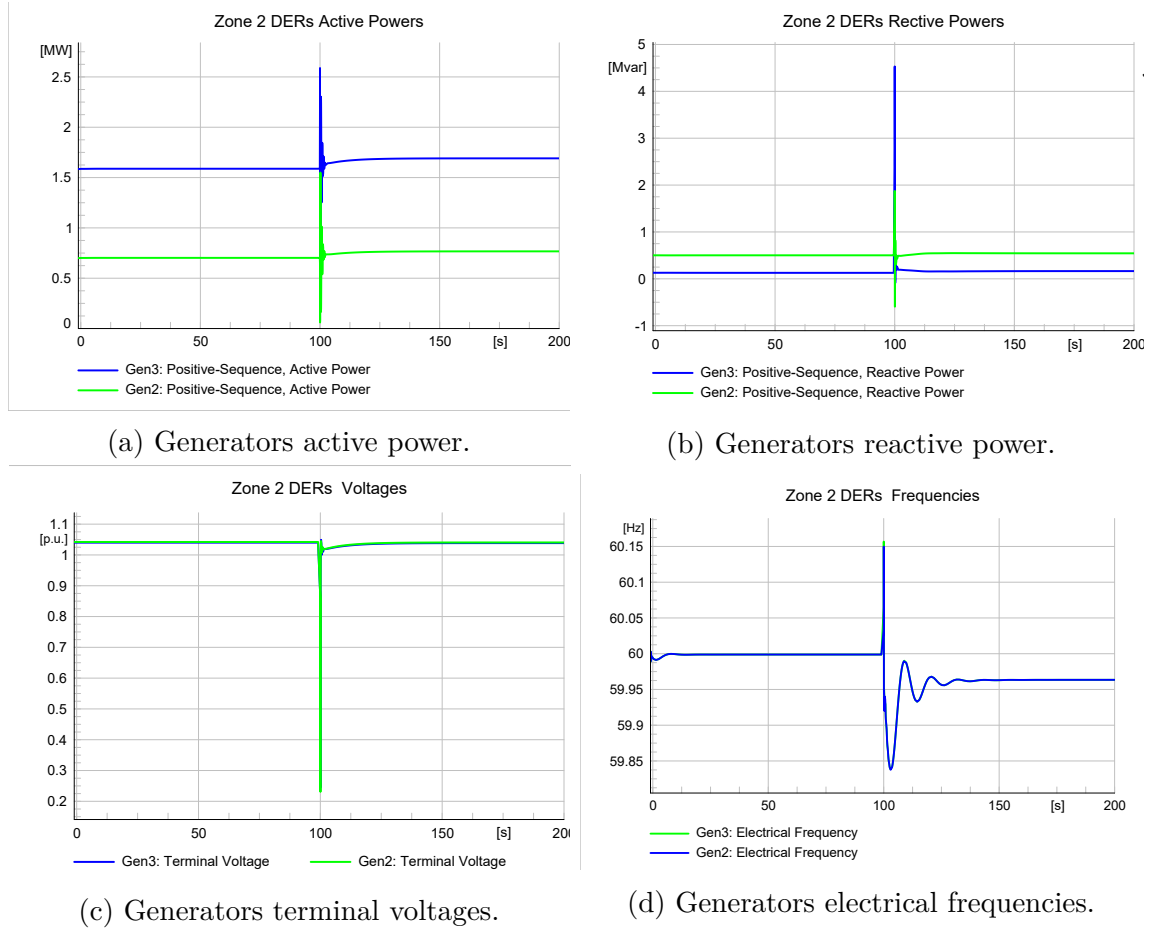 Zone 2 DERs Active Powers
[MW]
2.5
2
1.5
1
0.5
0
0
50
100
150
[s]
200
Gen3: Positive-Sequence, Active Power
Gen2: Positive-Sequence, Active Power
(a) Generators active power.
Zone 2 DERs Rective Powers
5
[Mvar]
4
3
2
1
0
-1
0
50
100
150
[s]
200
Gen3: Positive-Sequence, Reactive Power
Gen2: Positive-Sequence, Reactive Power
(b) Generators reactive power.
Zone 2 DERs Voltages
1.1
[p.u.]
1
0.9
0.8
0.7
0.6
0.5
0.4
0.3
0.2
0
50
100
150
[s]
200
Gen3: Terminal Voltage
Gen2: Terminal Voltage
(c) Generators terminal voltages.
Zone 2 DERs Frequencies
[Hz]
60.15
60.1
60.05
60
59.95
59.9
59.85
0
50
100
150
[s]
200
Gen3: Electrical Frequency
Gen2: Electrical Frequency
(d) Generators electrical frequencies.